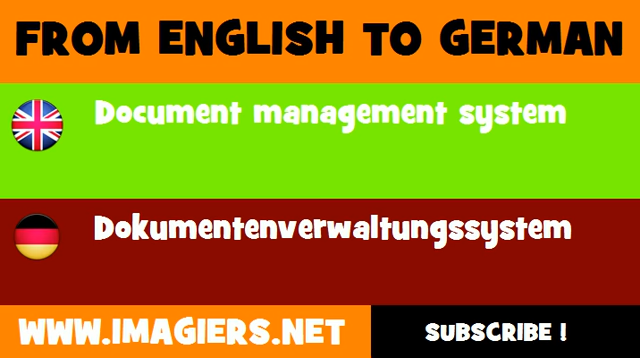 FROM ENGLISH TO GERMAN
Document management system
Dokumentenverwaltungssystem
WWW.IMAGIERS.NET
SUBSCRIBE !